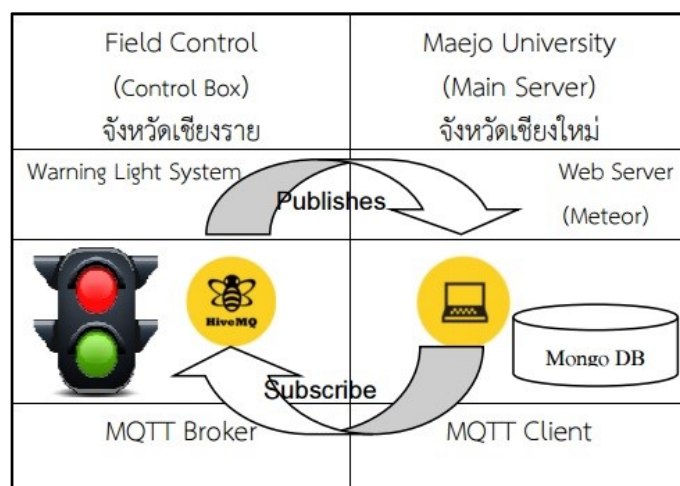 Field Control
(Control Box)
จังหวัดเชียงราย
Maejo University
(Main Server)
จังหวัดเชียงใหม่
Warning Light System
Publishes
Web Server
(Meteor)
HiveMQ
Mongo DB
Subscribe
MQTT Broker
MQTT Client